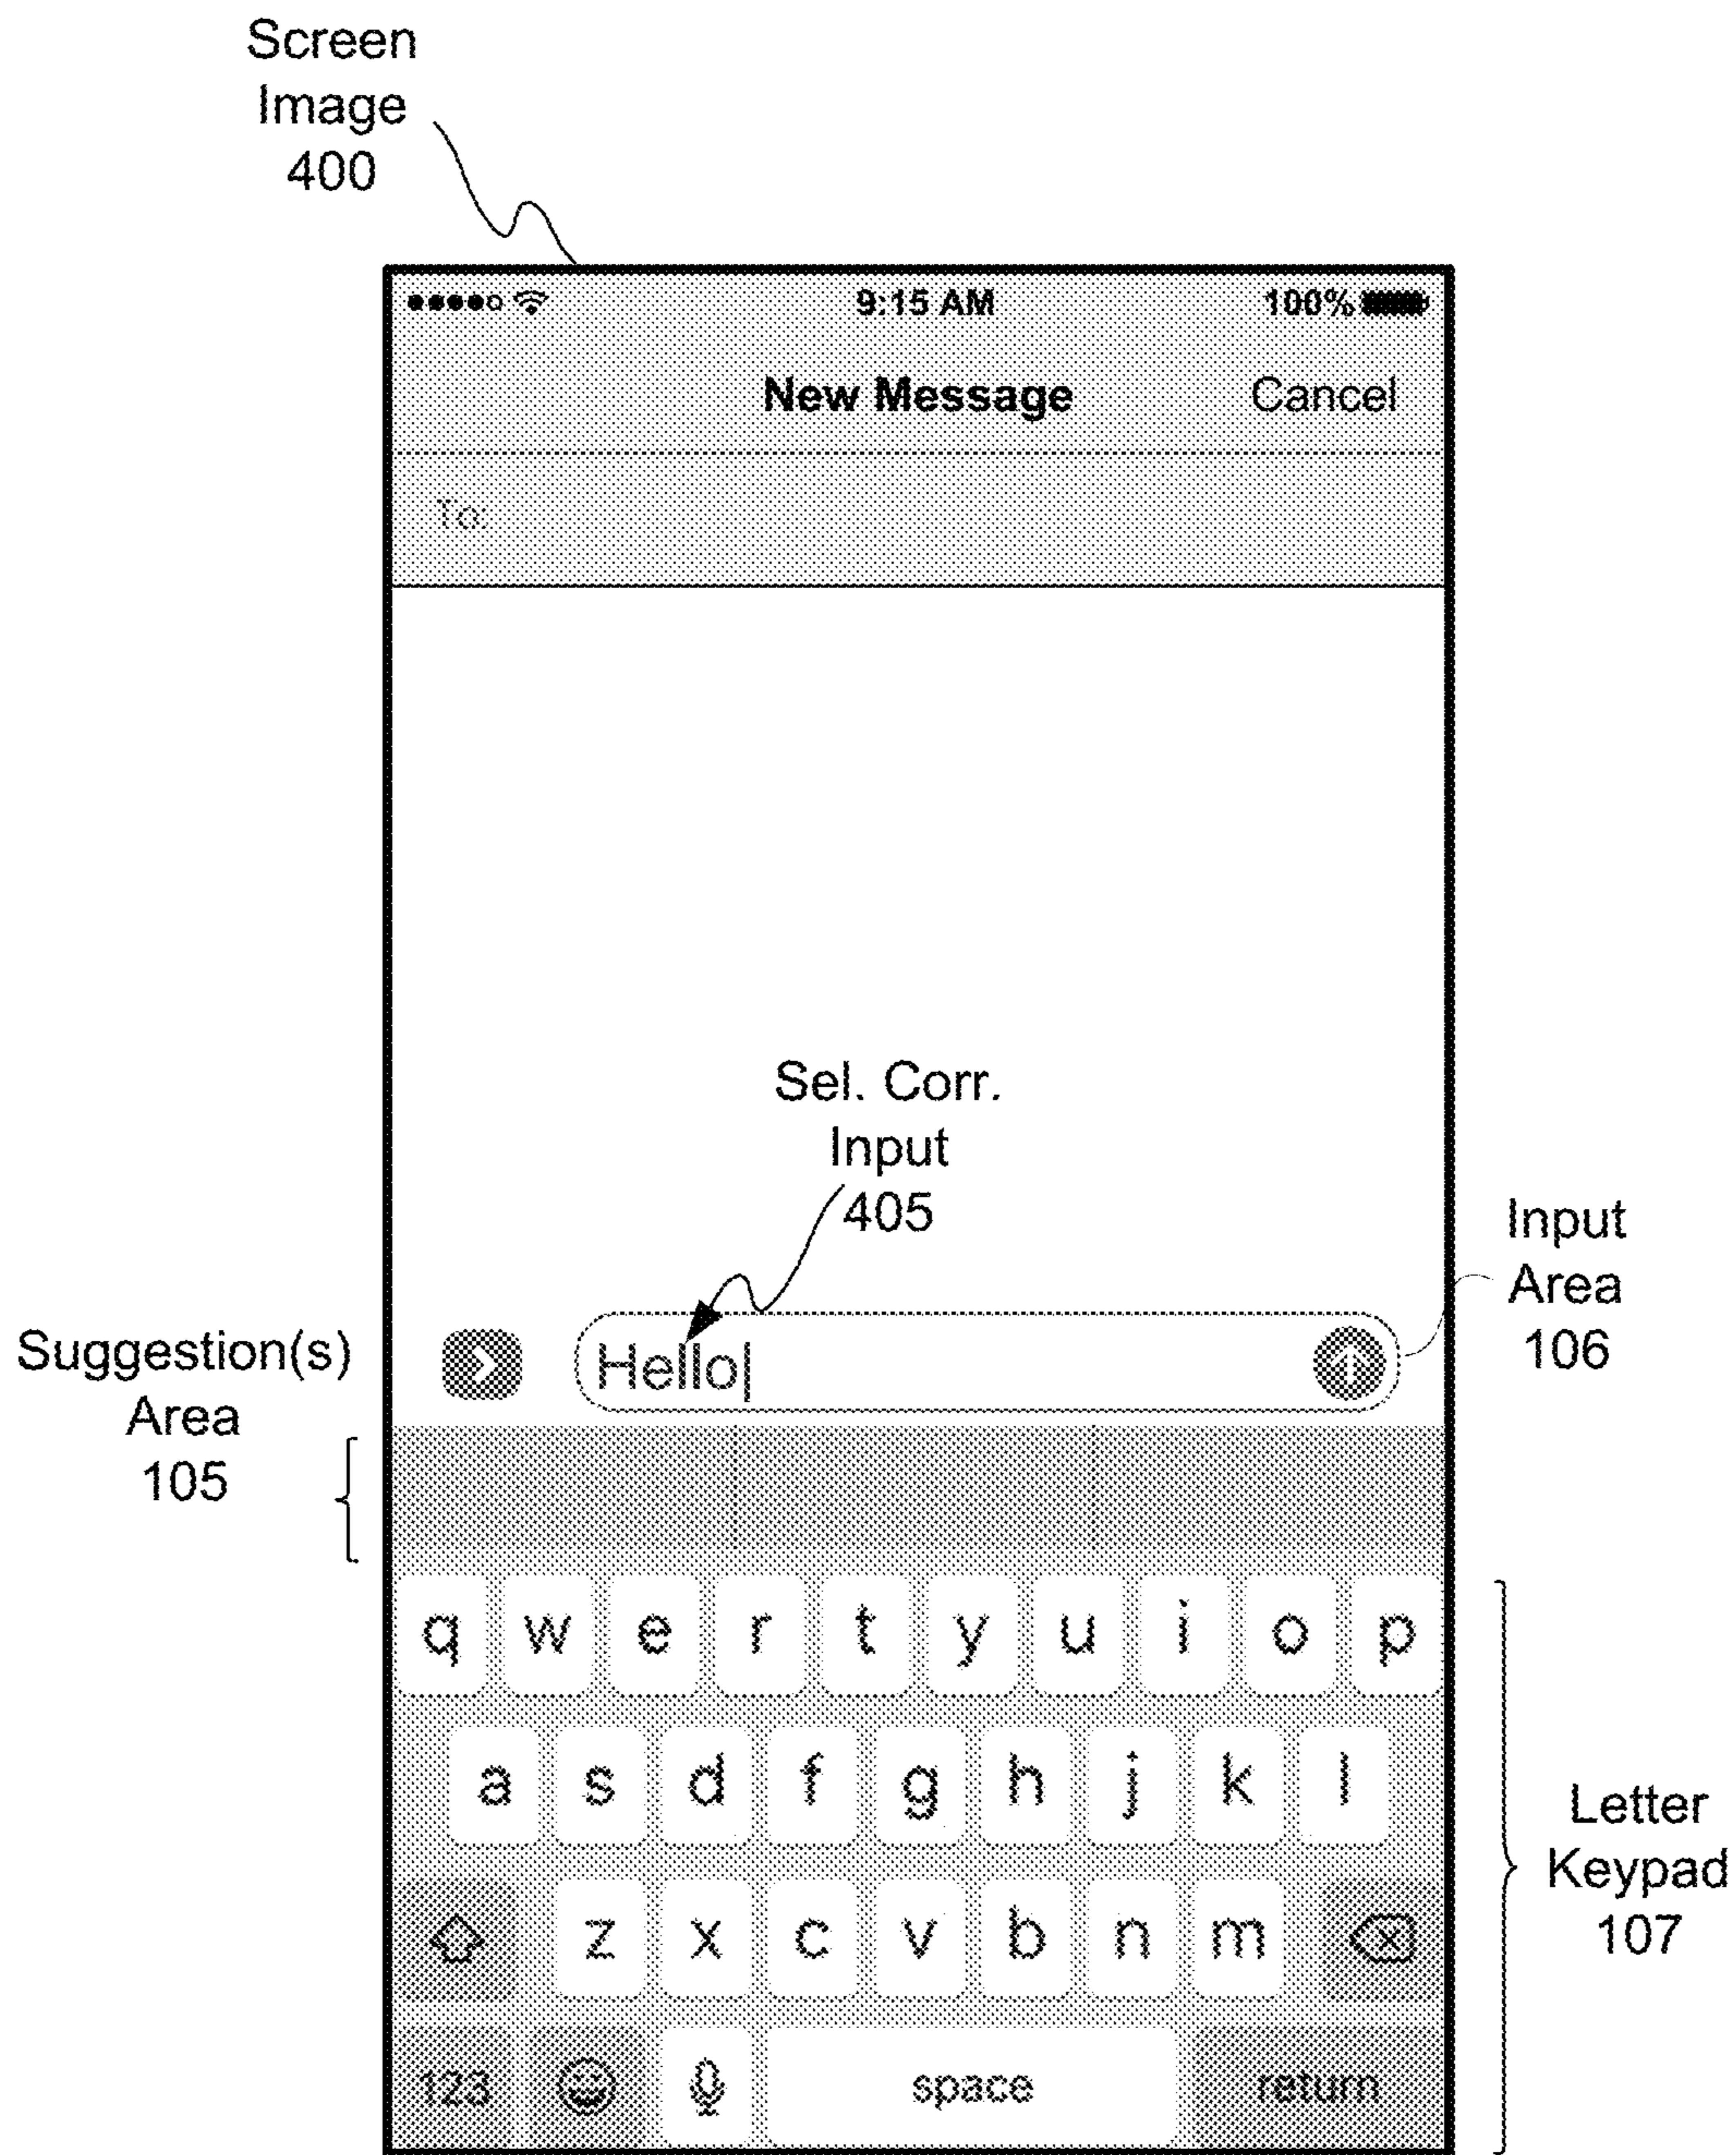 Screen
Image
400
9:15 AM 100%
New Message Cancel
To:
Sel. Corr.
Input
405
Input
Area
106
Hello
Suggestion(s)
Area
105
q w e r t y u i o p
a s d f g h j k l
Letter
Keypad
107
z x c v b n m
123 space return